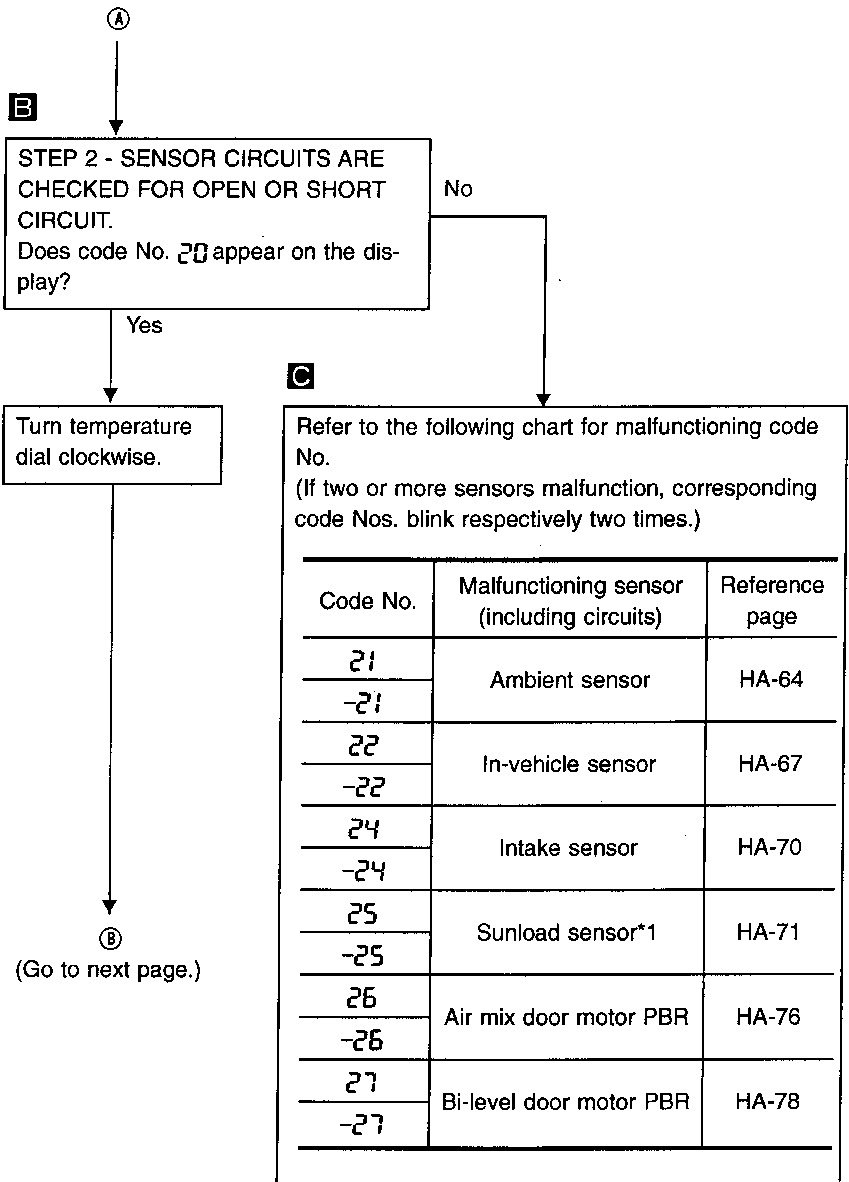 Ⓐ
B
STEP 2 - SENSOR CIRCUITS ARE
CHECKED FOR OPEN OR SHORT
CIRCUIT.
Does code No. 20 appear on the dis-
play?
No
Yes
Turn temperature
dial clockwise.
Ⓑ
(Go to next page.)
C
Refer to the following chart for malfunctioning code
No.
(If two or more sensors malfunction, corresponding
code Nos. blink respectively two times.)
Code No.
Malfunctioning sensor
(including circuits)
Reference
page
21
-21
Ambient sensor
HA-64
22
-22
In-vehicle sensor
HA-67
24
-24
Intake sensor
HA-70
25
-25
Sunload sensor*1
HA-71
26
-26
Air mix door motor PBR
HA-76
27
-27
Bi-level door motor PBR
HA-78